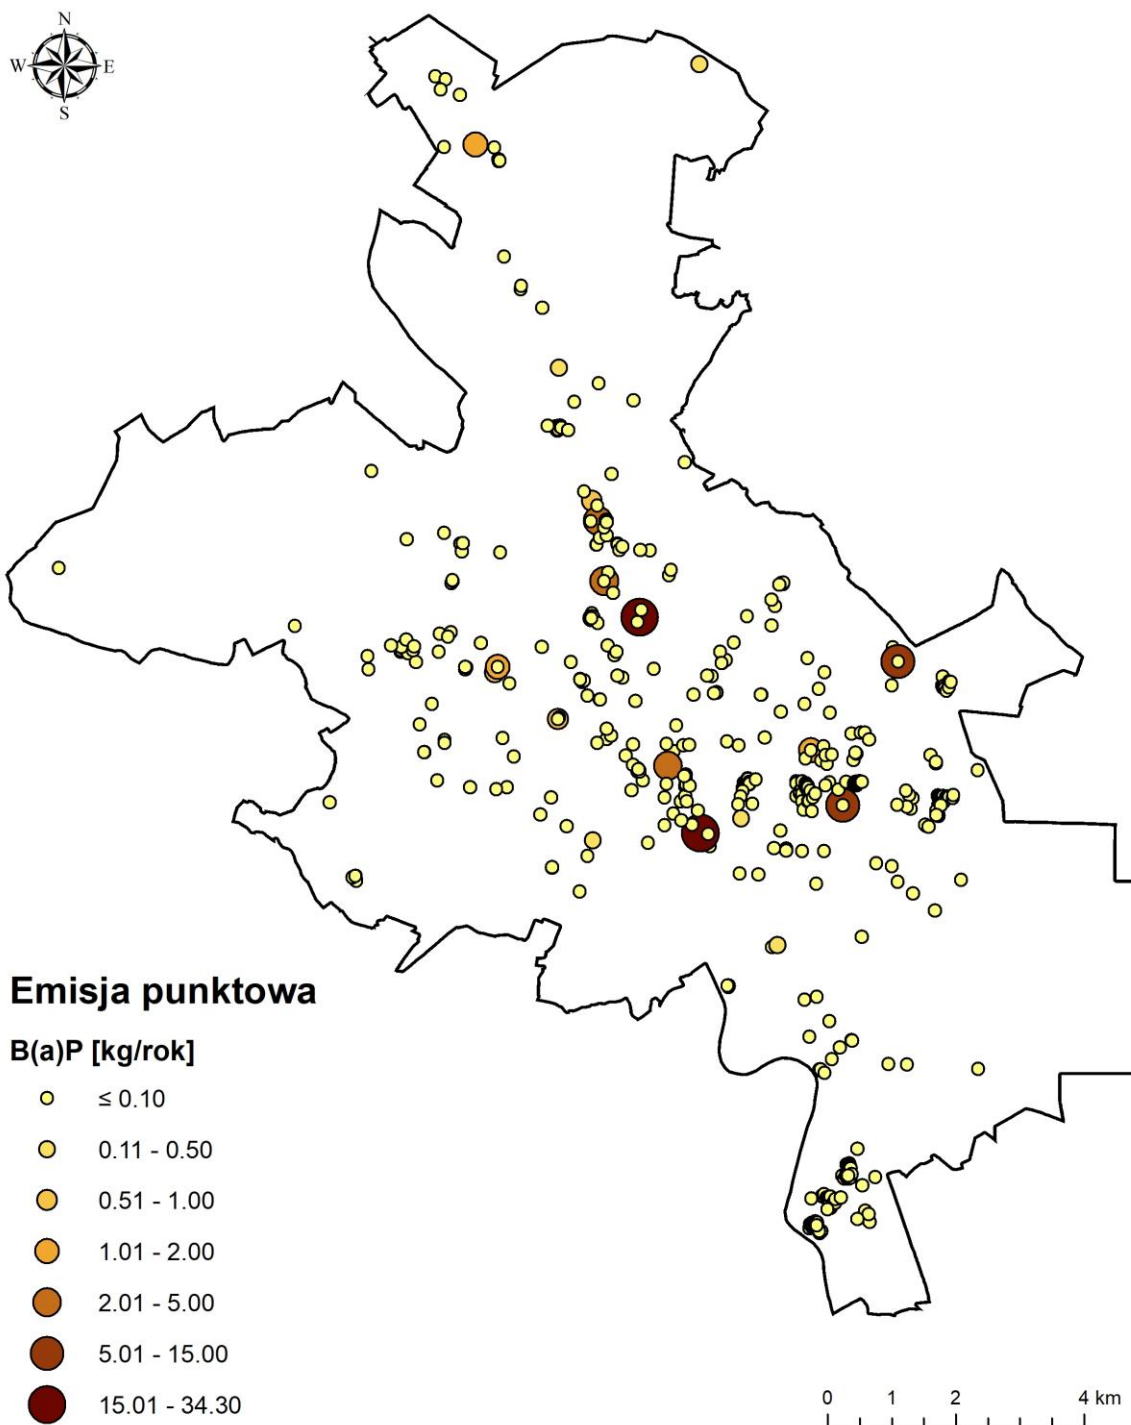 N
W E
S
Emisja punktowa
B(a)P [kg/rok]
≤ 0.10
0.11 - 0.50
0.51 - 1.00
1.01 - 2.00
2.01 - 5.00
5.01 - 15.00
15.01 - 34.30
0 1 2 4 km